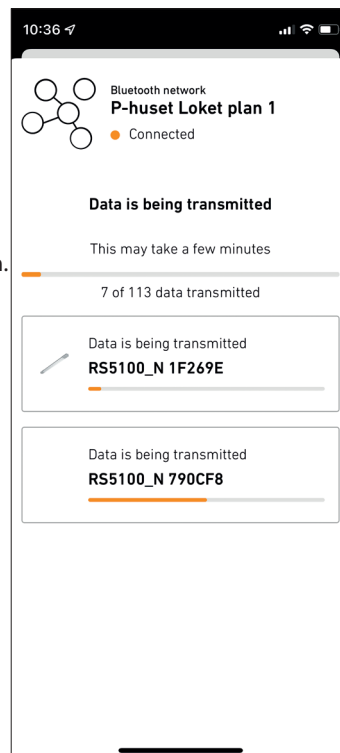 10:36
Bluetooth network
P-huset Loket plan 1
Connected
Data is being transmitted
This may take a few minutes
7 of 113 data transmitted
Data is being transmitted
RS5100_N 1F269E
Data is being transmitted
RS5100_N 790CF8